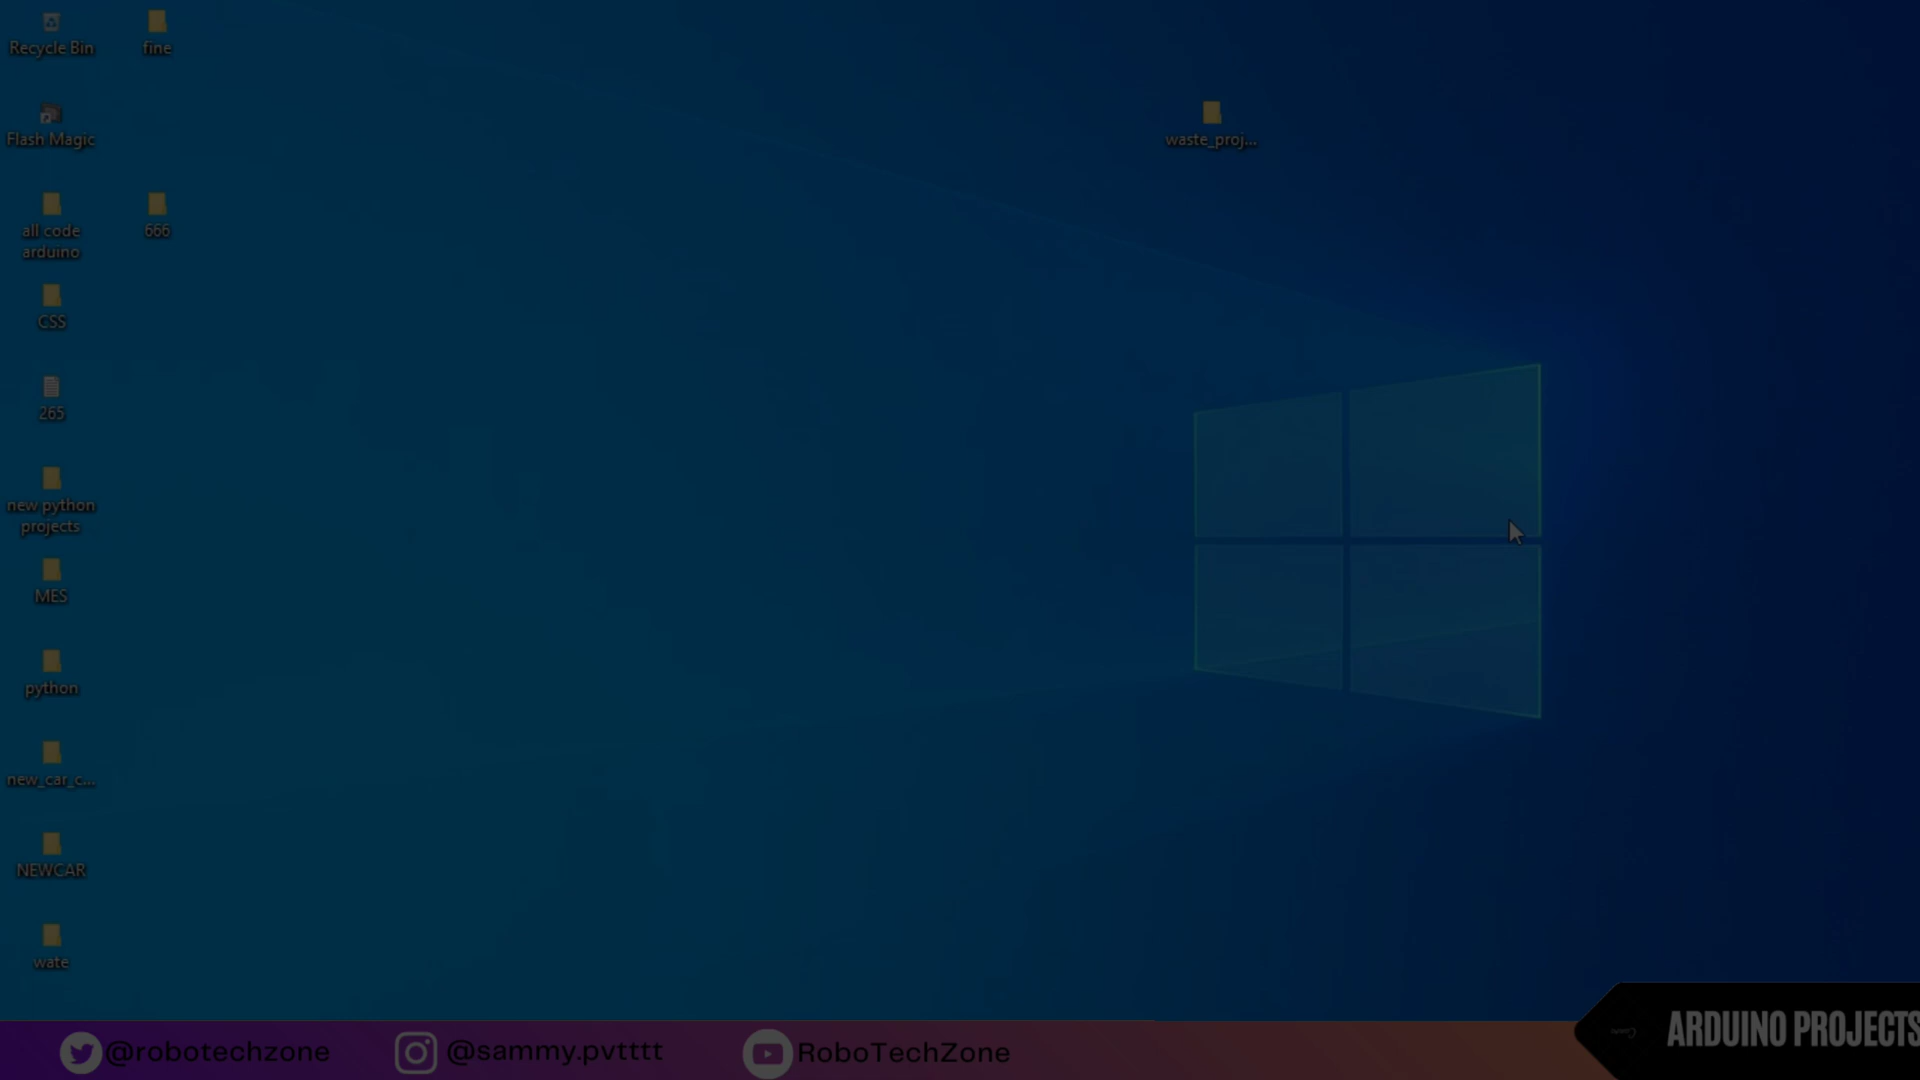 Recycle Bin
fine
Flash Magic
waste_proj...
all code
arduino
666
CSS
265
new python
projects
MES
python
new_car_c...
NEWCAR
wate
@robotechzone
@sammy.pvtttt
RoboTechZone
ARDUINO PROJECTS